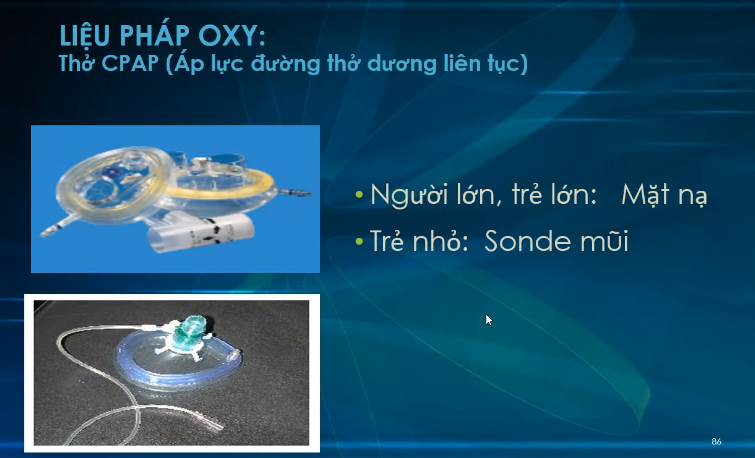 LIỆU PHÁP OXY:
Thở CPAP (Áp lực đường thở dương liên tục)
• Người lớn, trẻ lớn: Mặt nạ
• Trẻ nhỏ: Sonde mũi
86